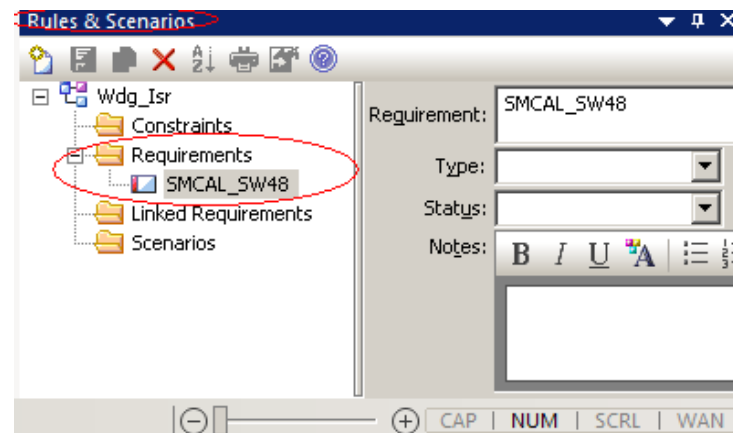 Rules & Scenarios
Wdg_Isr
Constraints
Requirements
SMCAL_SW48
Linked Requirements
Scenarios
Requirement: SMCAL_SW48
Type:
Status:
Notes:
B I U A
CAP | NUM | SCRL | WAN